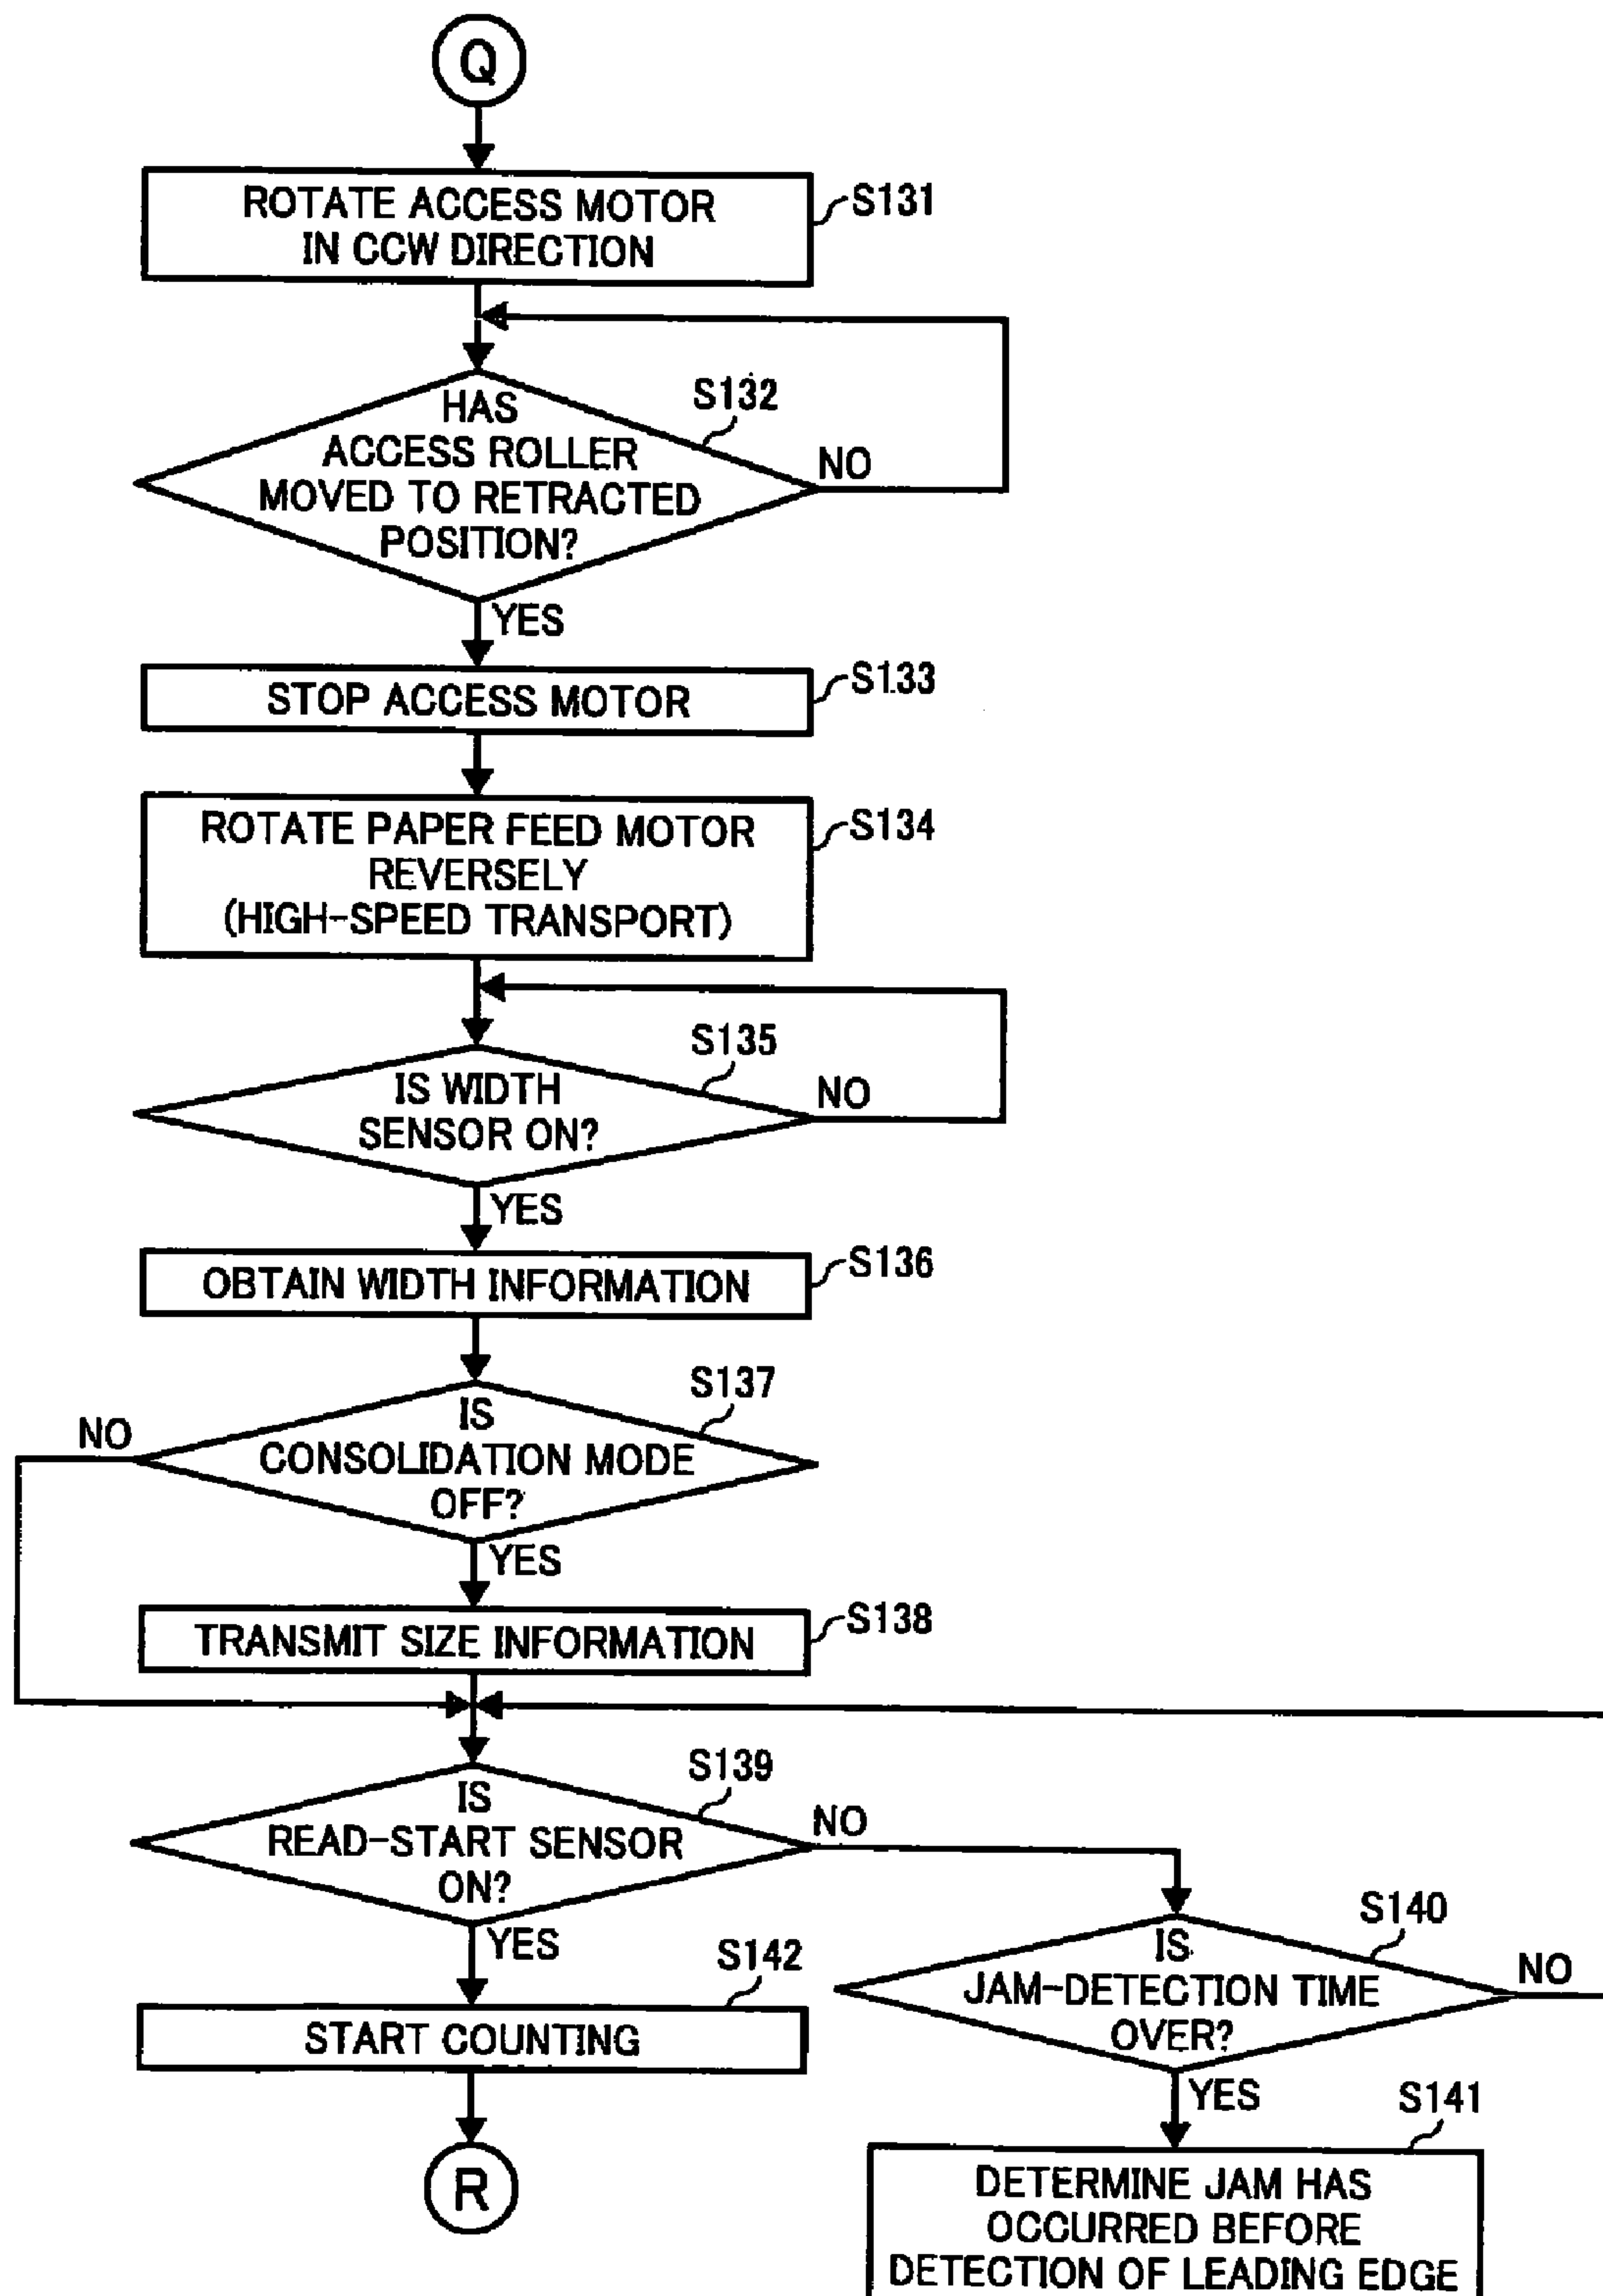 Q
ROTATE ACCESS MOTOR
IN CCW DIRECTION
S131
S132
HAS
ACCESS ROLLER
MOVED TO RETRACTED
POSITION?
NO
YES
STOP ACCESS MOTOR
S133
ROTATE PAPER FEED MOTOR
REVERSELY
(HIGH-SPEED TRANSPORT)
S134
S135
IS WIDTH
SENSOR ON?
NO
YES
OBTAIN WIDTH INFORMATION
S136
S137
IS
CONSOLIDATION MODE
OFF?
NO
YES
TRANSMIT SIZE INFORMATION
S138
S139
IS
READ-START SENSOR
ON?
NO
YES
S140
IS
JAM-DETECTION TIME
OVER?
NO
YES
S142
START COUNTING
R
S141
DETERMINE JAM HAS
OCCURRED BEFORE
DETECTION OF LEADING EDGE